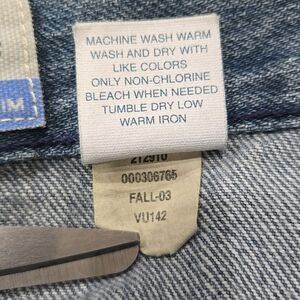 MACHINE WASH WARM
WASH AND DRY WITH
LIKE COLORS
ONLY NON-CHLORINE
BLEACH WHEN NEEDED
TUMBLE DRY LOW
WARM IRON
212910
000306765
FALL-03
VU142